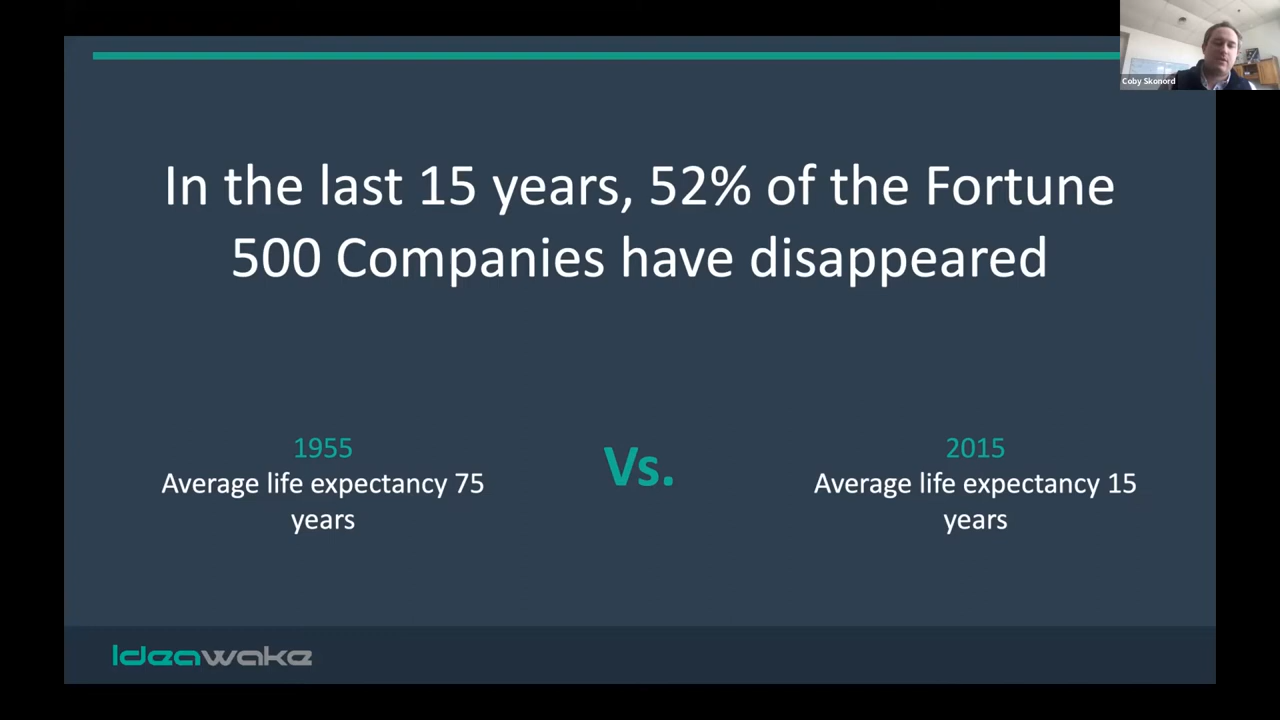 Coby Skonord
In the last 15 years, 52% of the Fortune
500 Companies have disappeared
1955
Average life expectancy 75
years
Vs.
2015
Average life expectancy 15
years
Ideawake